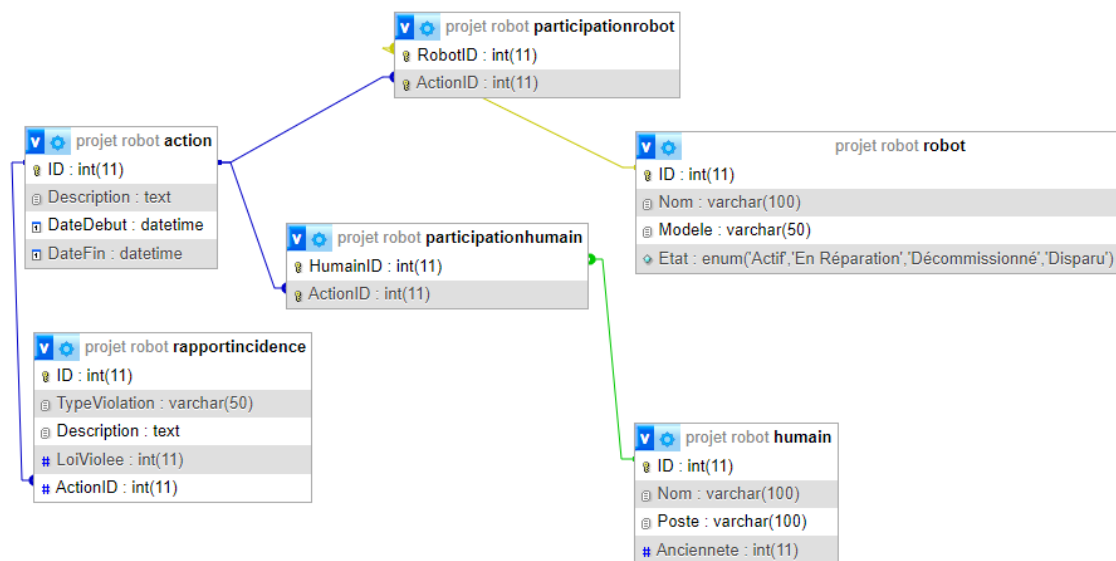 projet robot participationrobot
RobotID : int(11)
ActionID : int(11)
projet robot action
ID : int(11)
Description : text
DateDebut : datetime
DateFin : datetime
projet robot robot
ID : int(11)
Nom : varchar(100)
Modele : varchar(50)
Etat : enum('Actif','En Réparation','Décommissionné','Disparu')
projet robot participationhumain
HumainID : int(11)
ActionID : int(11)
projet robot rapportincidence
ID : int(11)
TypeViolation : varchar(50)
Description : text
# LoiViolee : int(11)
# ActionID : int(11)
projet robot humain
ID : int(11)
Nom : varchar(100)
Poste : varchar(100)
# Anciennete : int(11)